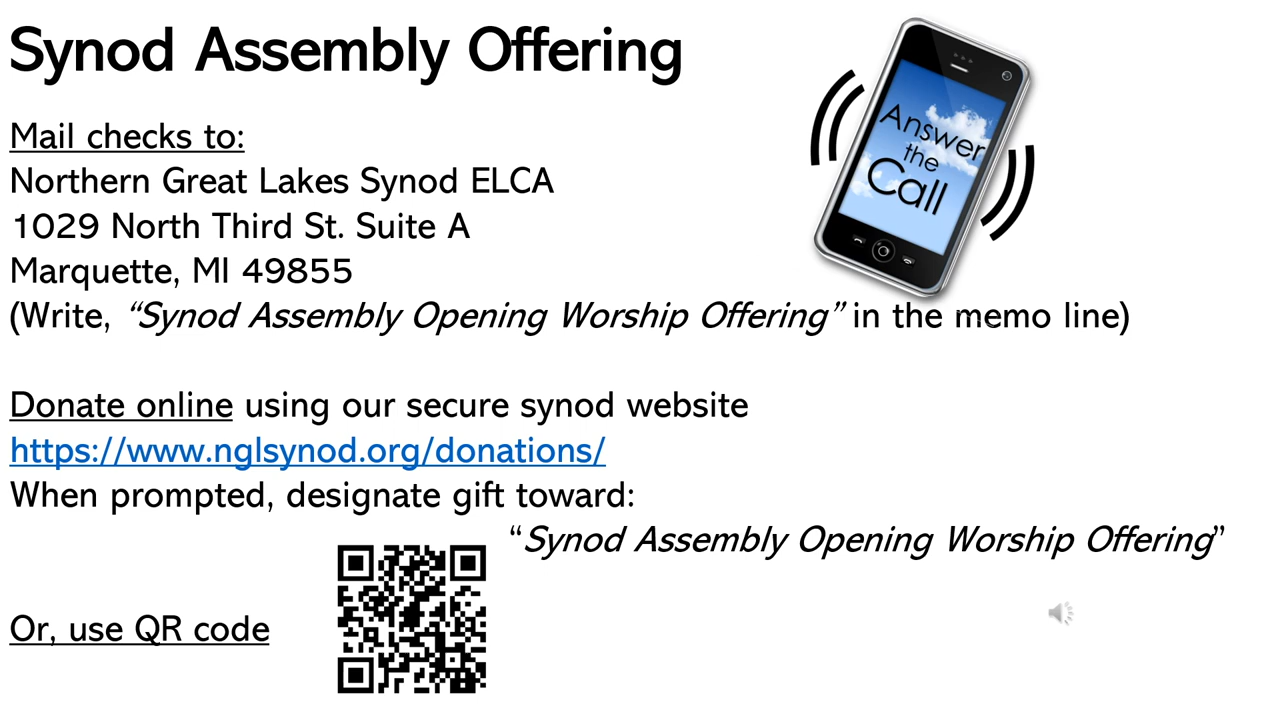 Synod Assembly Offering
Answer
the
Call
Mail checks to:
Northern Great Lakes Synod ELCA
1029 North Third St. Suite A
Marquette, MI 49855
(Write, “Synod Assembly Opening Worship Offering” in the memo line)
Donate online using our secure synod website
https://www.nglsynod.org/donations/
When prompted, designate gift toward:
“Synod Assembly Opening Worship Offering”
Or, use QR code